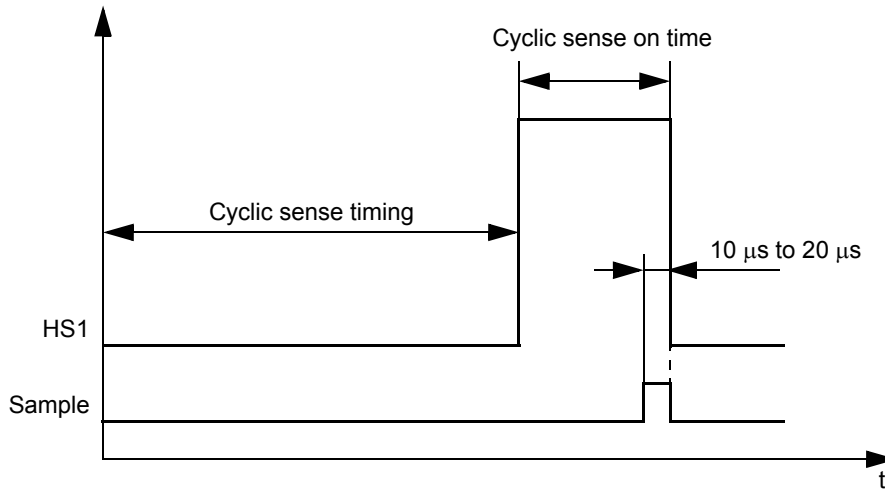 Cyclic sense on time
Cyclic sense timing
10 μs to 20 μs
HS1
Sample
t